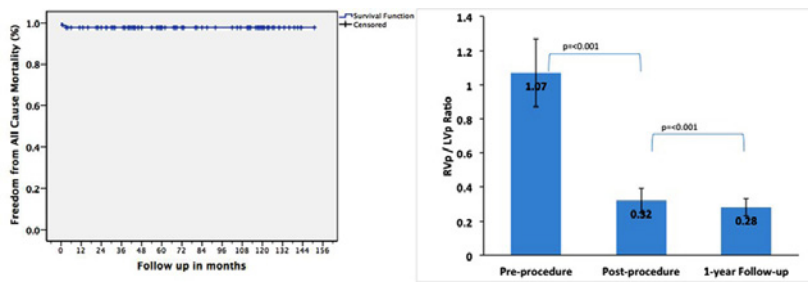 Survival Function
Censored
Freedom from All Cause Mortality (%)
1.0
0.8
0.6
0.4
0.2
0.0
0 12 24 36 48 60 72 84 96 108 120 132 144 156
Follow up in months
RVp / LVp Ratio
1.4
1.2
1
0.8
0.6
0.4
0.2
0
p=<0.001
p=<0.001
1.07
0.32
0.28
Pre-procedure Post-procedure 1-year Follow-up